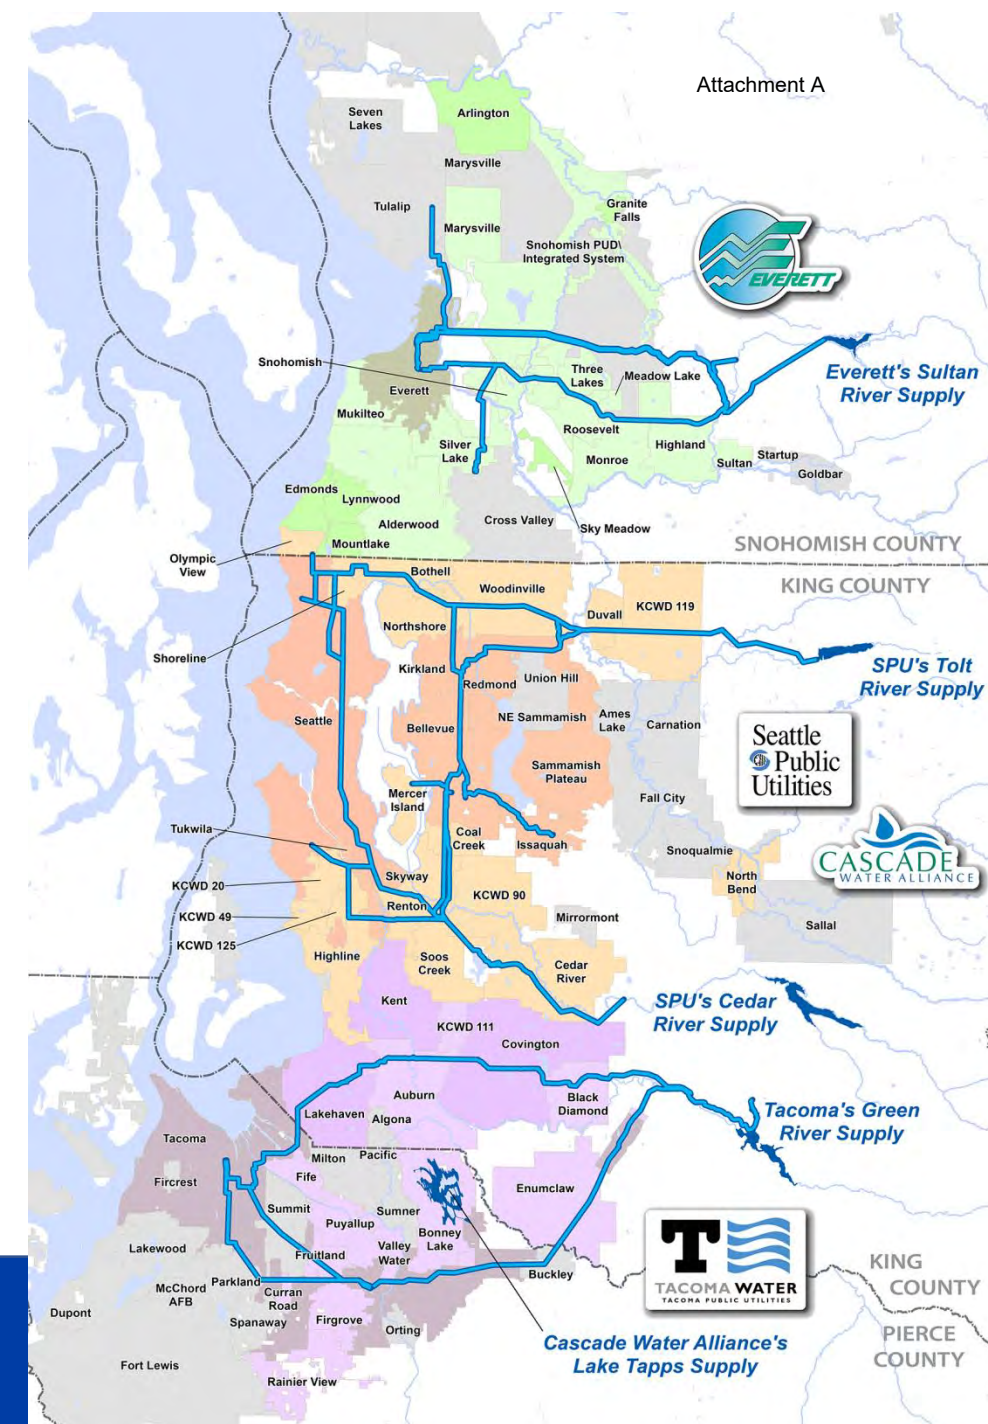 Attachment A
Seven
Lakes
Arlington
Marysville
Tulalip
Marysville
Granite
Falls
Snohomish PUD\
Integrated System
EVERETT
Snohomish
Everett
Three
Lakes
Meadow Lake
Everett's Sultan
River Supply
Mukilteo
Roosevelt
Silver
Lake
Monroe
Highland
Sultan
Startup
Goldbar
Edmonds
Lynnwood
Alderwood
Cross Valley
Sky Meadow
Mountlake
SNOHOMISH COUNTY
Olympic
View
KING COUNTY
Bothell
Woodinville
Duvall
KCWD 119
Northshore
Shoreline
Kirkland
Redmond
Union Hill
SPU's Tolt
River Supply
Seattle
Bellevue
NE Sammamish
Ames
Lake
Carnation
Seattle
Public
Utilities
Sammamish
Plateau
Mercer
Island
Fall City
Tukwila
Coal
Creek
Issaquah
Snoqualmie
CASCADE
WATER ALLIANCE
Skyway
North
Bend
KCWD 20
KCWD 90
Renton
KCWD 49
Mirrormont
Sallal
KCWD 125
Highline
Soos
Creek
Cedar
River
Kent
SPU's Cedar
River Supply
KCWD 111
Covington
Auburn
Black
Diamond
Lakehaven
Algona
Tacoma's Green
River Supply
Tacoma
Milton
Pacific
Fife
Fircrest
Enumclaw
Summit
Sumner
Puyallup
Bonney
Lake
Lakewood
Fruitland
Valley
Water
TACOMA WATER
TACOMA PUBLIC UTILITIES
KING
COUNTY
McChord
AFB
Parkland
Buckley
Curran
Road
Dupont
Spanaway
Firgrove
Orting
PIERCE
COUNTY
Cascade Water Alliance's
Lake Tapps Supply
Fort Lewis
Rainier View